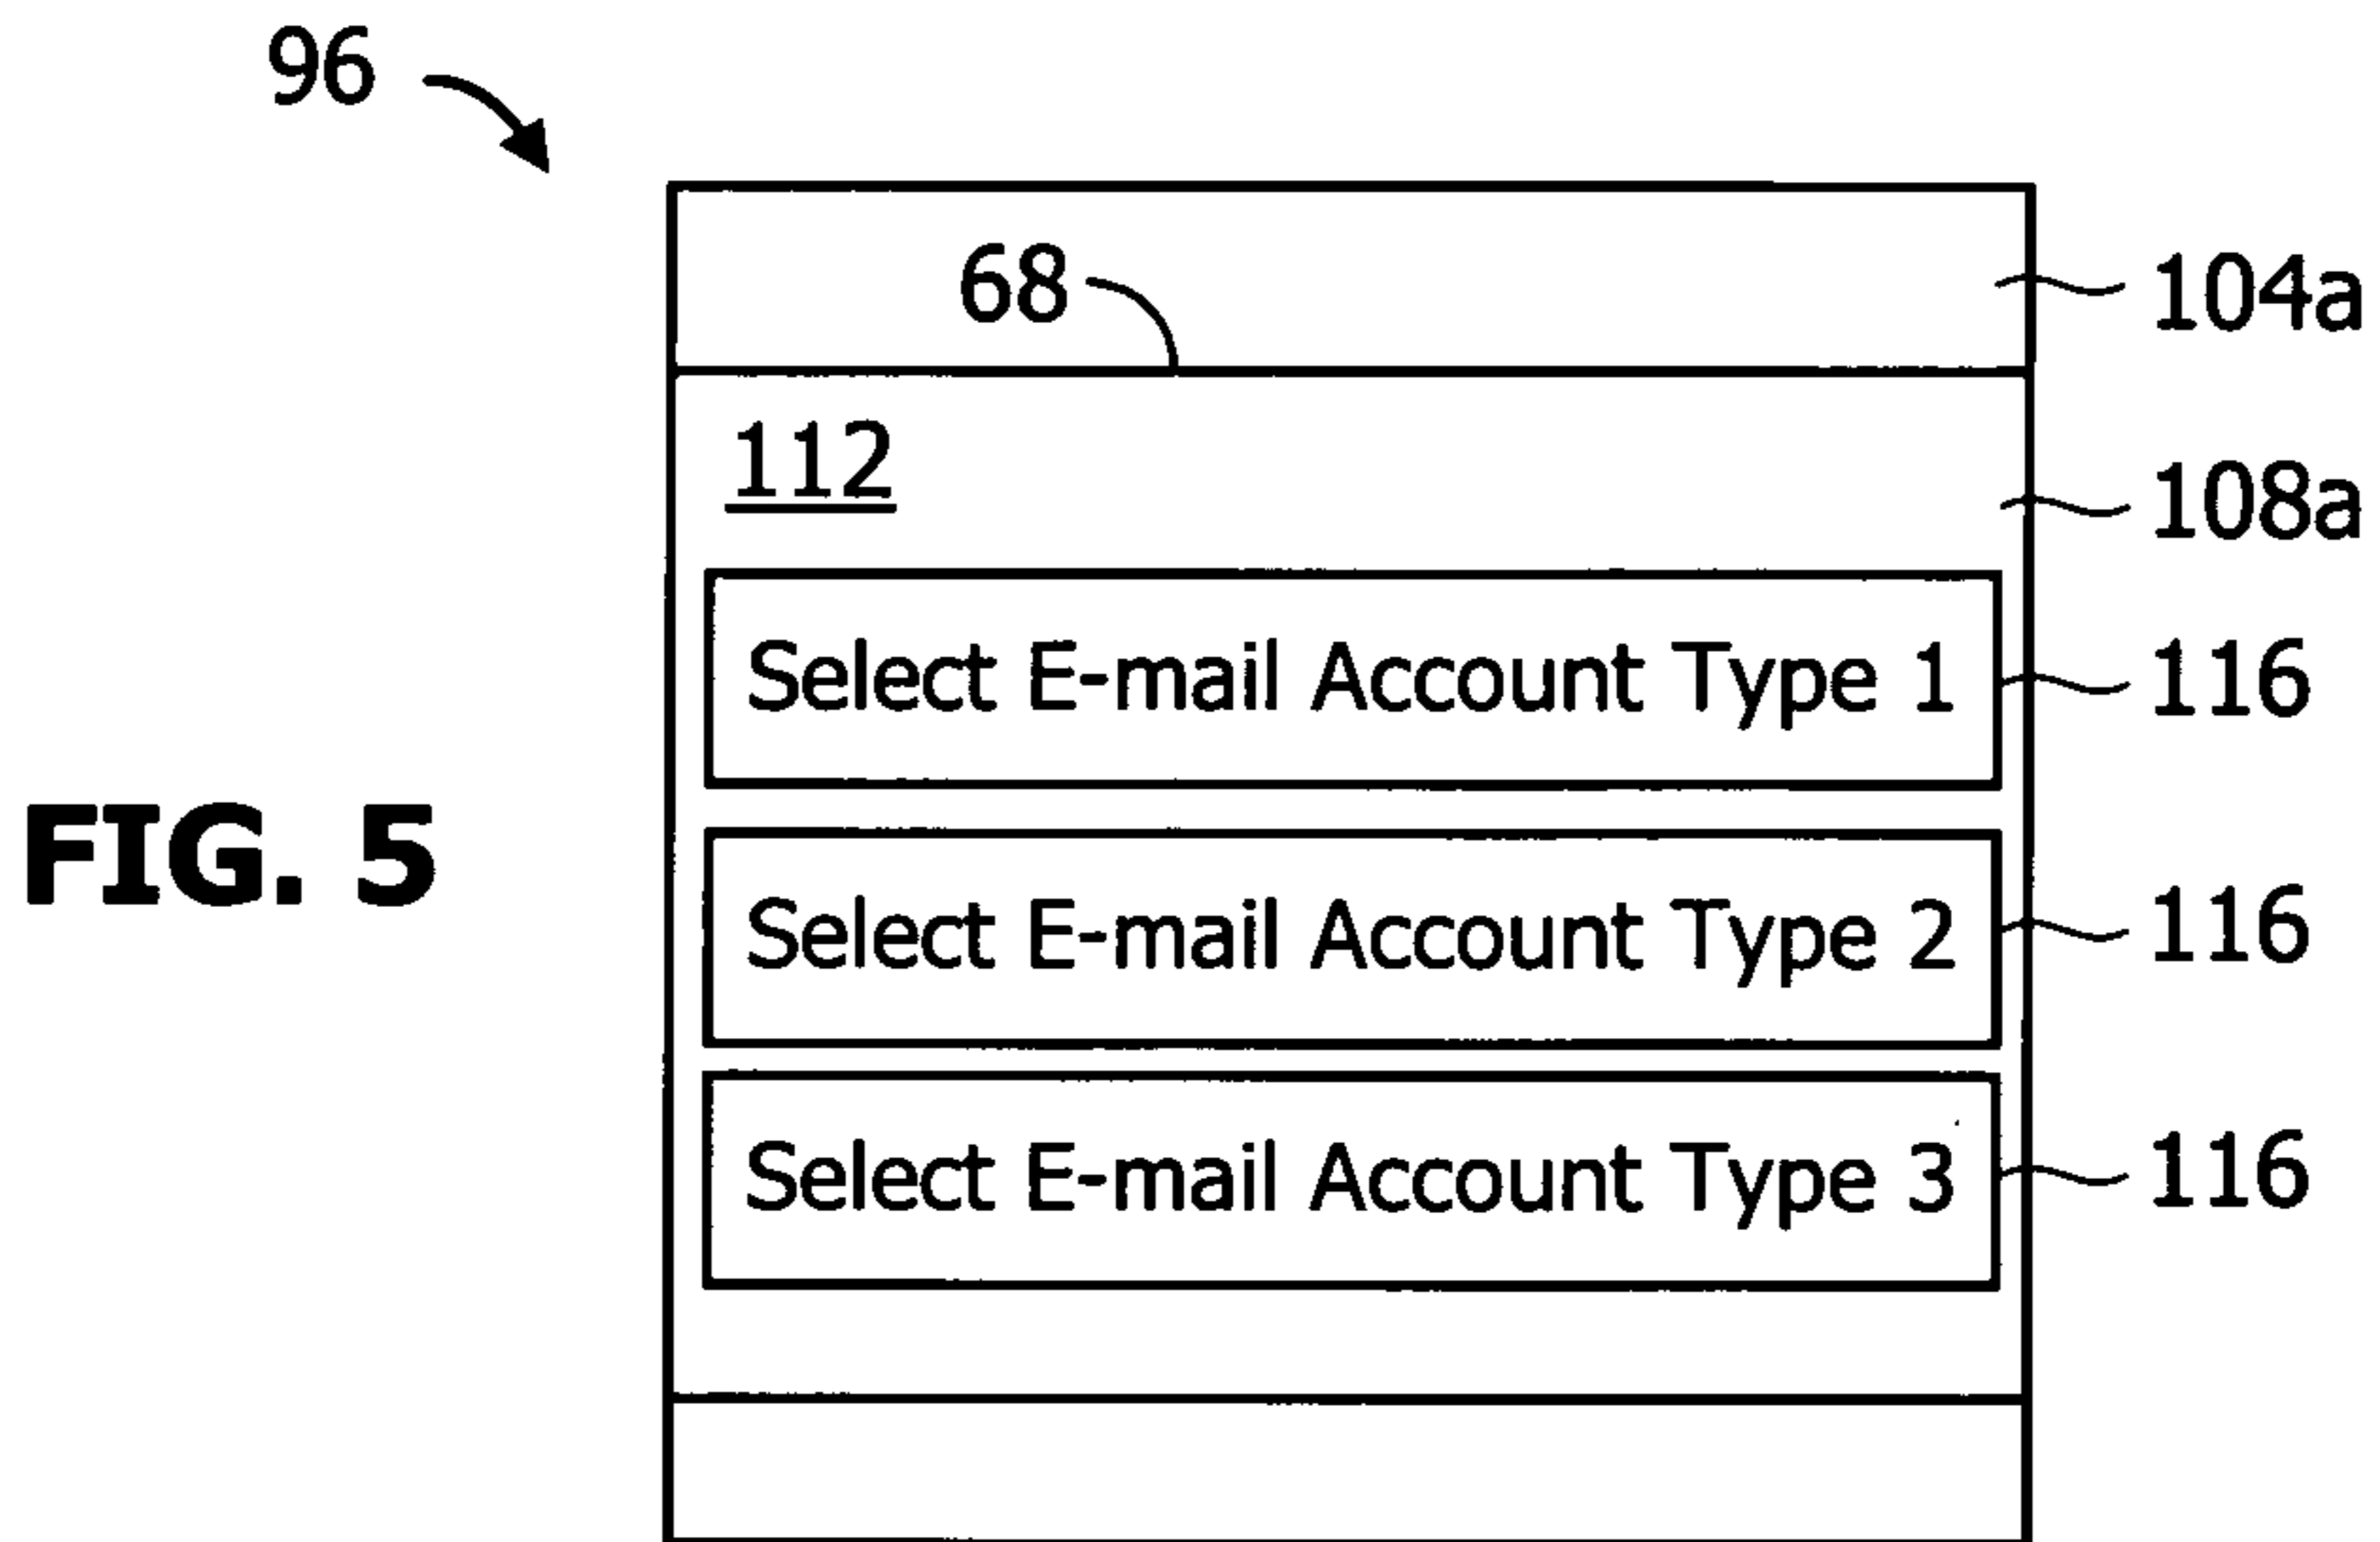 96
68
104a
112
108a
Select E-mail Account Type 1
116
FIG. 5
Select E-mail Account Type 2
116
Select E-mail Account Type 3
116